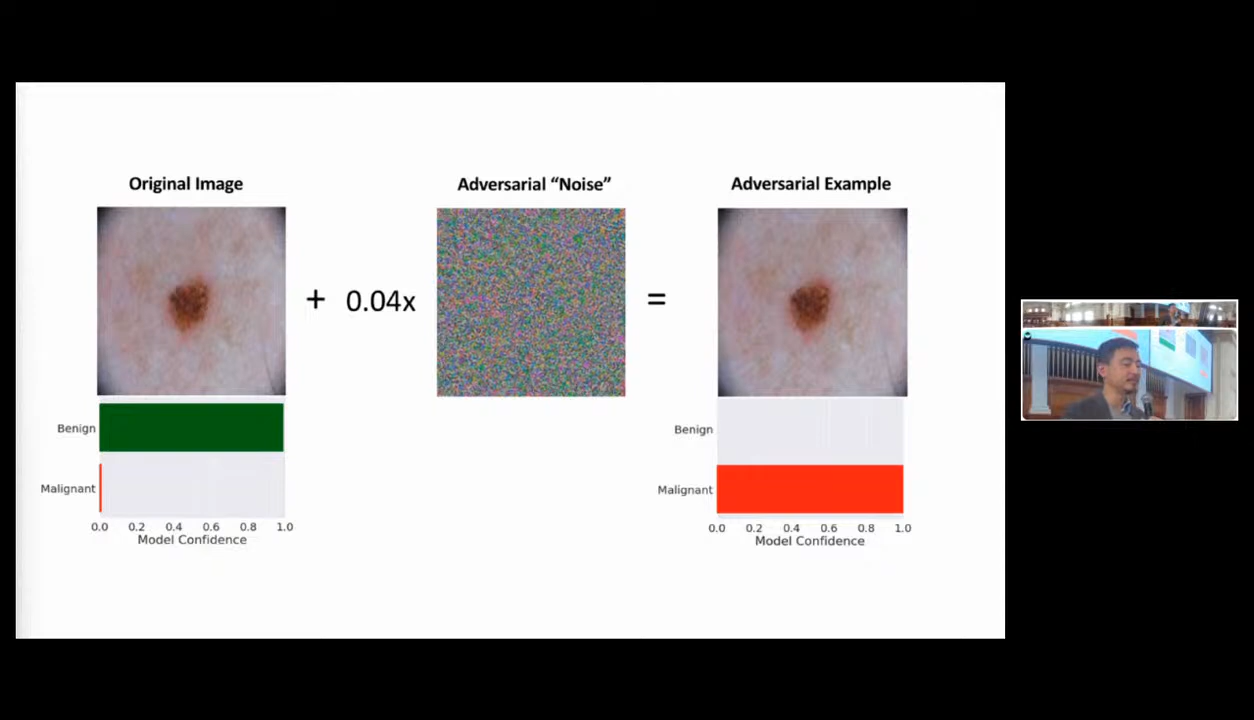 Original Image
Adversarial “Noise”
Adversarial Example
+ 0.04x
=
Benign
Malignant
0.0 0.2 0.4 0.6 0.8 1.0
Model Confidence
Benign
Malignant
0.0 0.2 0.4 0.6 0.8 1.0
Model Confidence